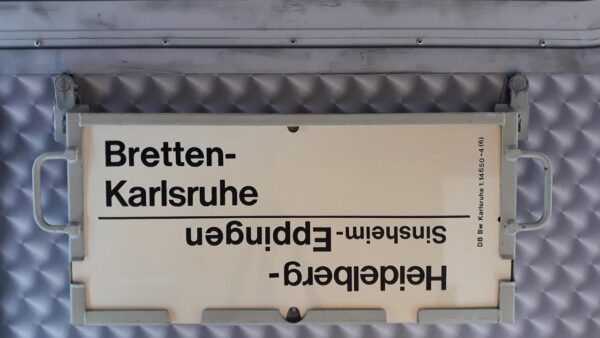 Bretten-
Karlsruhe
Heidelberg-
Sinsheim-Eppingen
DB Bw Karlsruhe 1.14650-4 (6)